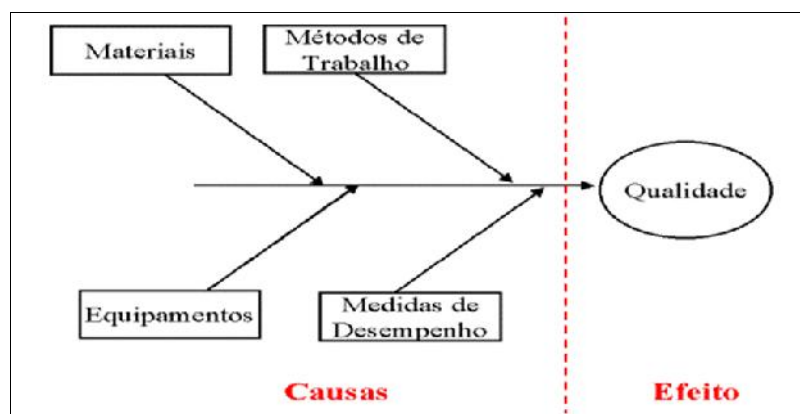 Materiais
Métodos de
Trabalho
Qualidade
Equipamentos
Medidas de
Desempenho
Causas
Efeito